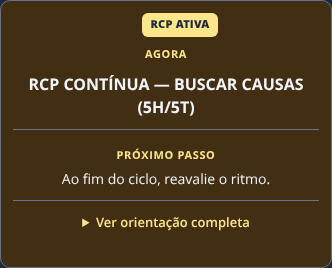 RCP ATIVA
AGORA
RCP CONTÍNUA — BUSCAR CAUSAS
(5H/5T)
PRÓXIMO PASSO
Ao fim do ciclo, reavalie o ritmo.
▶ Ver orientação completa